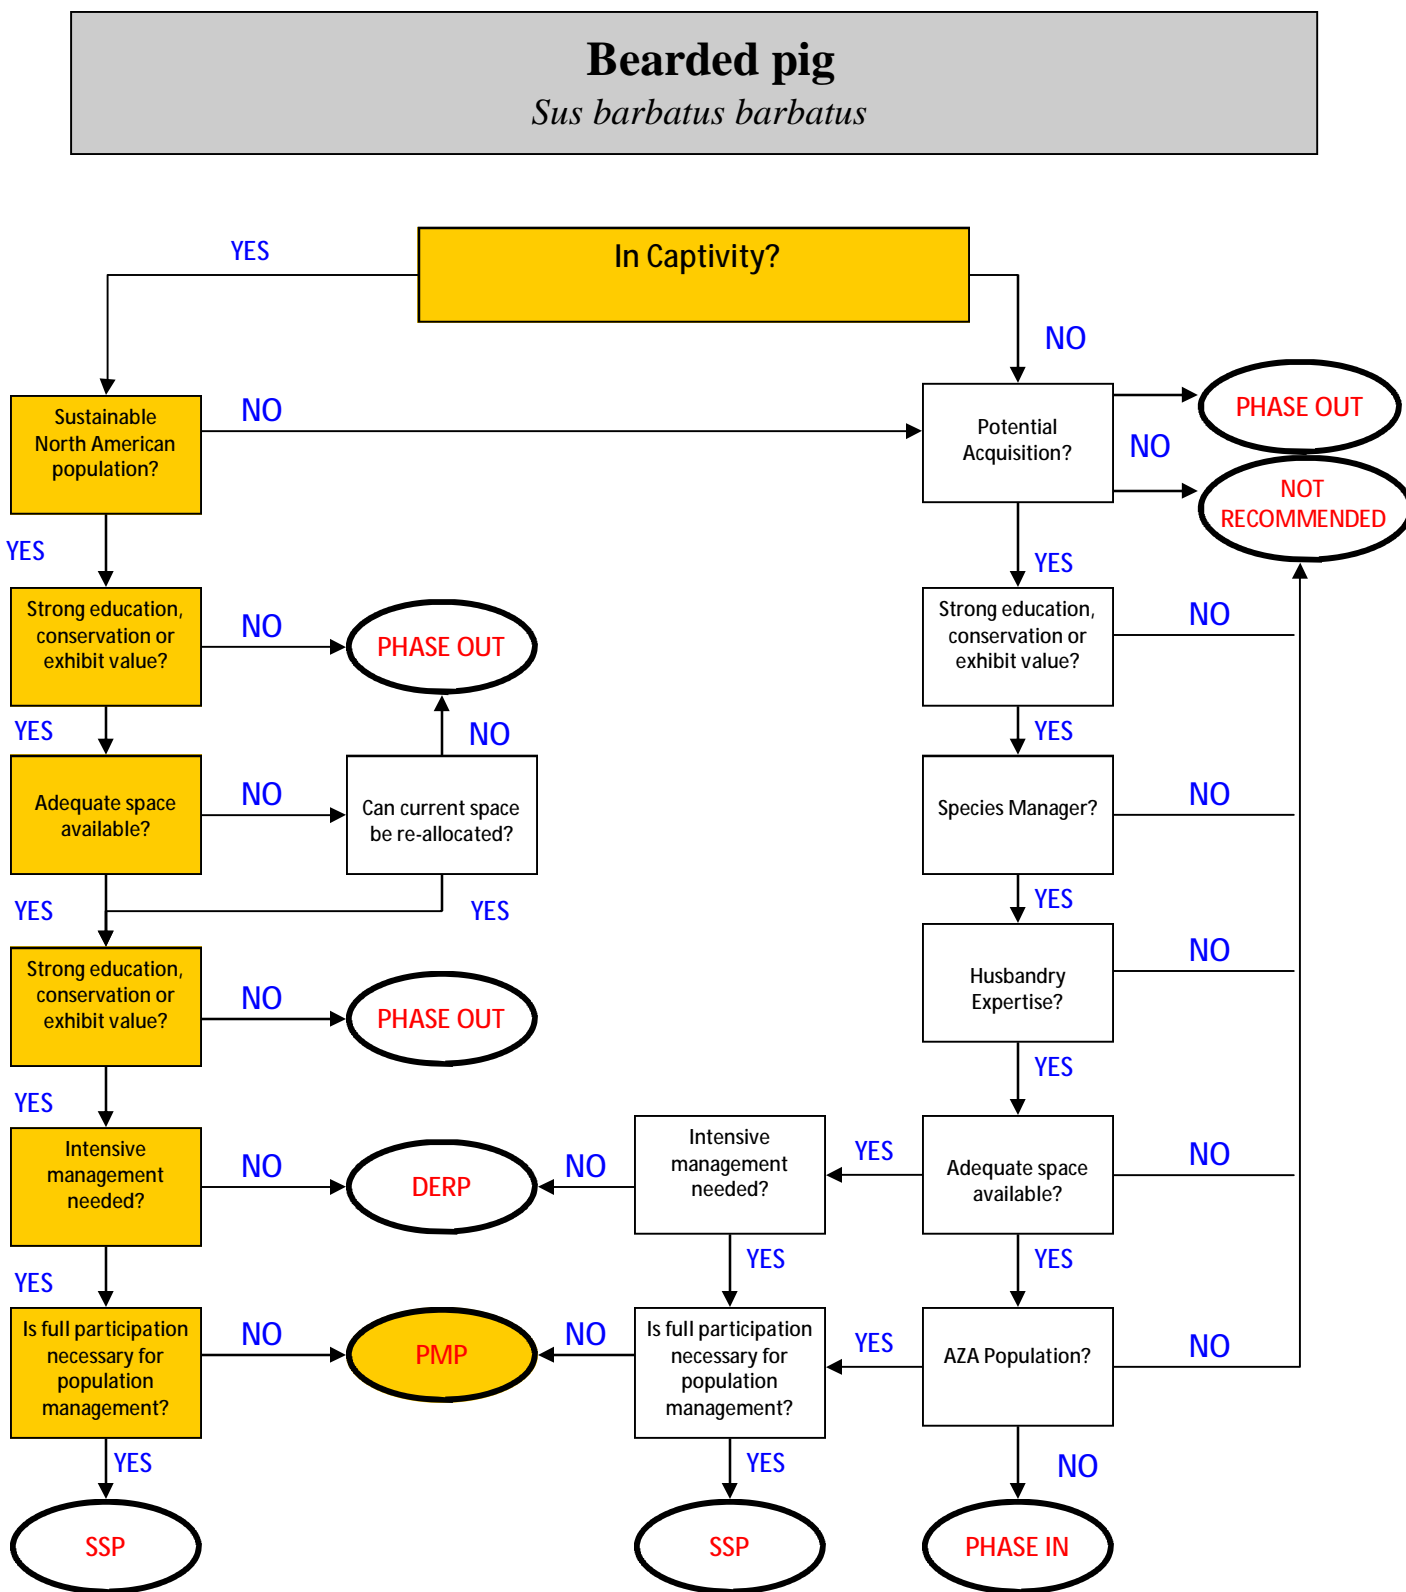 Bearded pig
Sus barbatus barbatus
YES
In Captivity?
NO
Sustainable
North American
population?
NO
Potential
Acquisition?
PHASE OUT
NO
NOT
RECOMMENDED
YES
YES
Strong education,
conservation or
exhibit value?
NO
PHASE OUT
Strong education,
conservation or
exhibit value?
NO
YES
NO
YES
Adequate space
available?
NO
Can current space
be re-allocated?
Species Manager?
NO
YES
YES
YES
Strong education,
conservation or
exhibit value?
NO
PHASE OUT
Husbandry
Expertise?
NO
YES
YES
Intensive
management
needed?
NO
DERP
NO
Intensive
management
needed?
YES
Adequate space
available?
NO
YES
YES
YES
Is full participation
necessary for
population
management?
NO
PMP
NO
Is full participation
necessary for
population
management?
YES
AZA Population?
NO
YES
YES
NO
SSP
SSP
PHASE IN